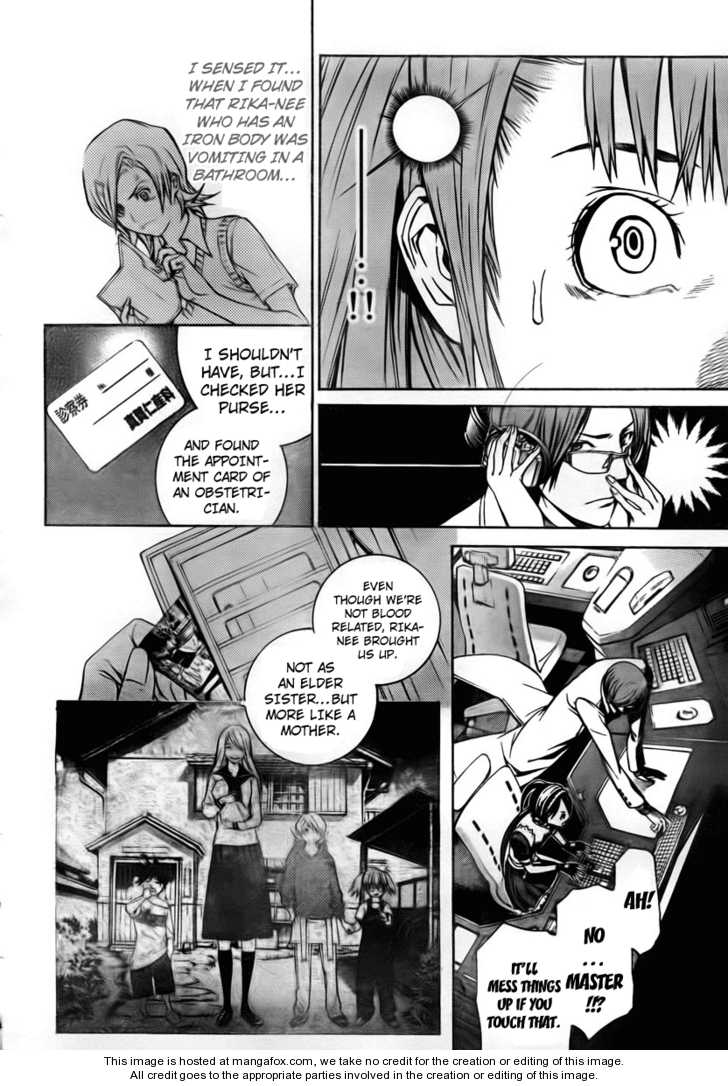 I SENSED IT...
WHEN I FOUND
THAT RIKA-NEE
WHO HAS AN
IRON BODY WAS
VOMITING IN A
BATHROOM...
!!
I SHOULDN'T
HAVE, BUT...I
CHECKED HER
PURSE...
AND FOUND
THE APPOINT-
MENT CARD OF
AN OBSTETRI-
CIAN.
診察券
EVEN
THOUGH WE'RE
NOT BLOOD
RELATED, RIKA-
NEE BROUGHT
US UP.
NOT AS
AN ELDER
SISTER...BUT
MORE LIKE A
MOTHER.
AH!
NO
...
MASTER
!!?
IT'LL
MESS THINGS
UP IF YOU
TOUCH THAT.
This image is hosted at mangafox.com, we take no credit for the creation or editing of this image.
All credit goes to the appropriate parties involved in the creation or editing of this image.